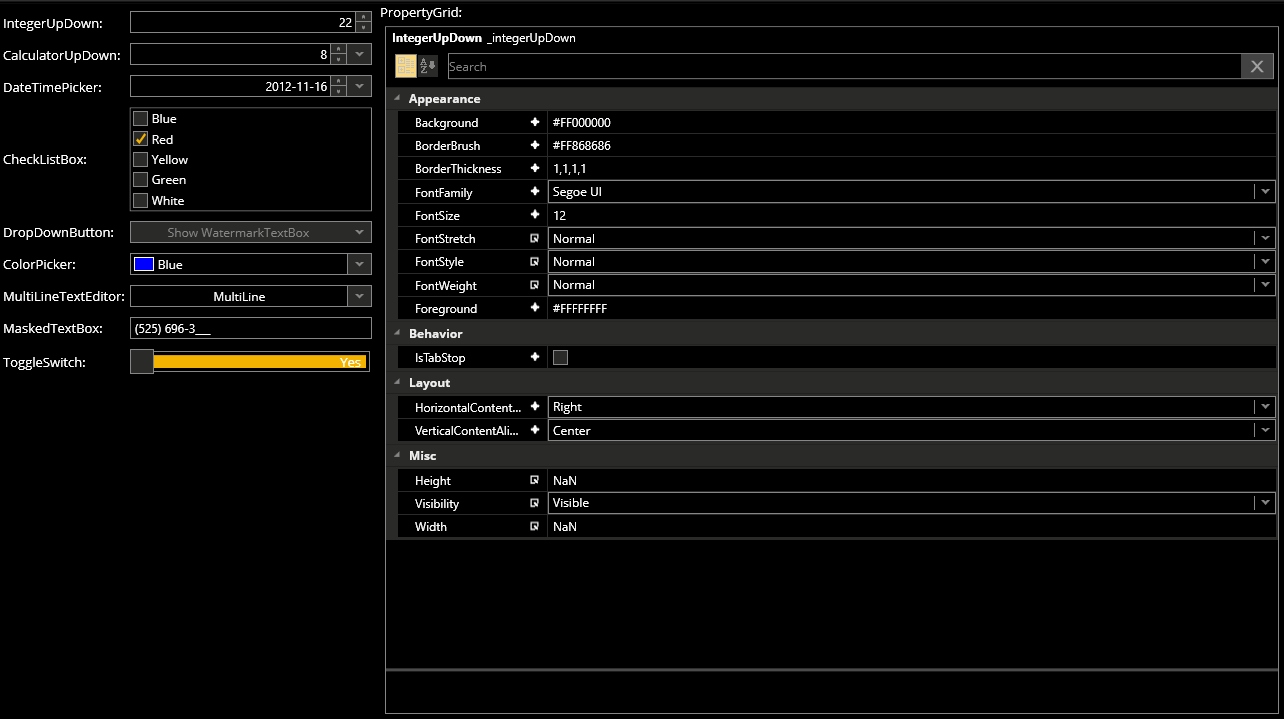 IntegerUpDown: 22
CalculatorUpDown: 8
DateTimePicker: 2012-11-16
CheckListBox:
Blue
Red
Yellow
Green
White
DropDownButton: Show WatermarkTextBox
ColorPicker: Blue
MultiLineTextEditor: MultiLine
MaskedTextBox: (525) 696-3___
ToggleSwitch: Yes
PropertyGrid:
IntegerUpDown _integerUpDown
A Z Search
Appearance
Background #FF000000
BorderBrush #FF868686
BorderThickness 1,1,1,1
FontFamily Segoe UI
FontSize 12
FontStretch Normal
FontStyle Normal
FontWeight Normal
Foreground #FFFFFFFF
Behavior
IsTabStop
Layout
HorizontalContent... Right
VerticalContentAli... Center
Misc
Height NaN
Visibility Visible
Width NaN